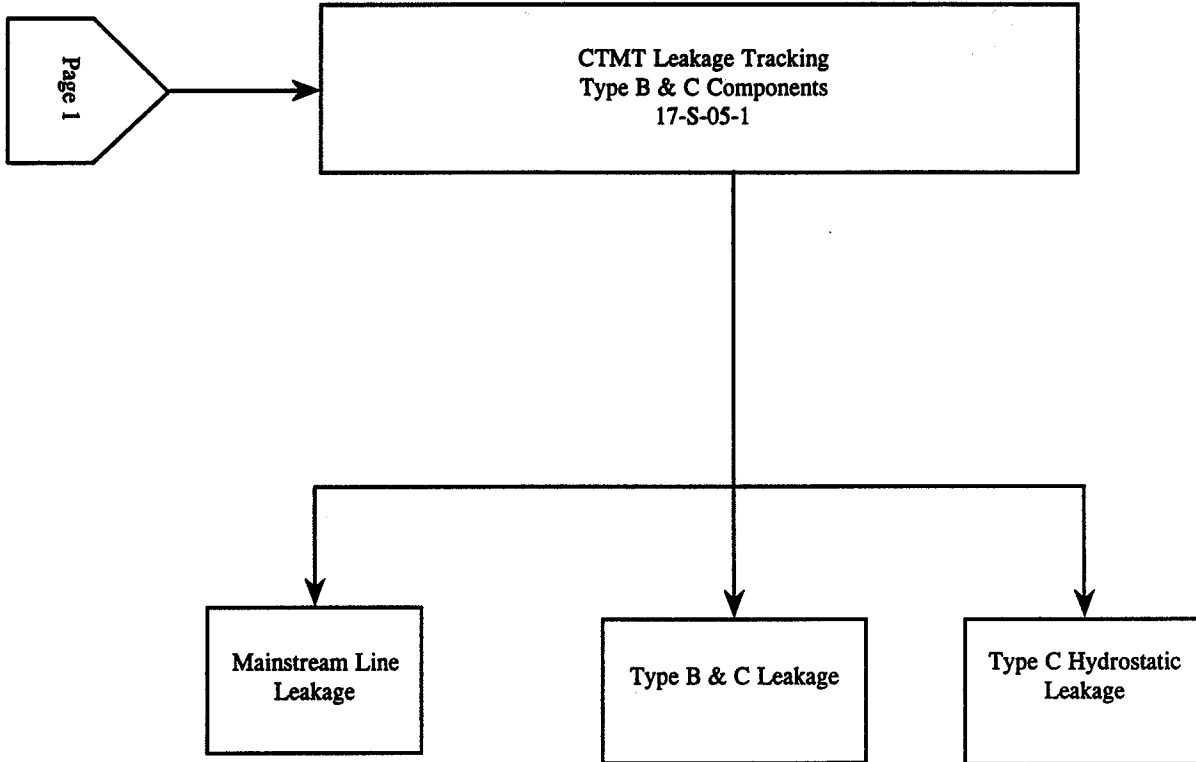 Page 1
CTMT Leakage Tracking
Type B & C Components
17-S-05-1
Mainstream Line
Leakage
Type B & C Leakage
Type C Hydrostatic
Leakage